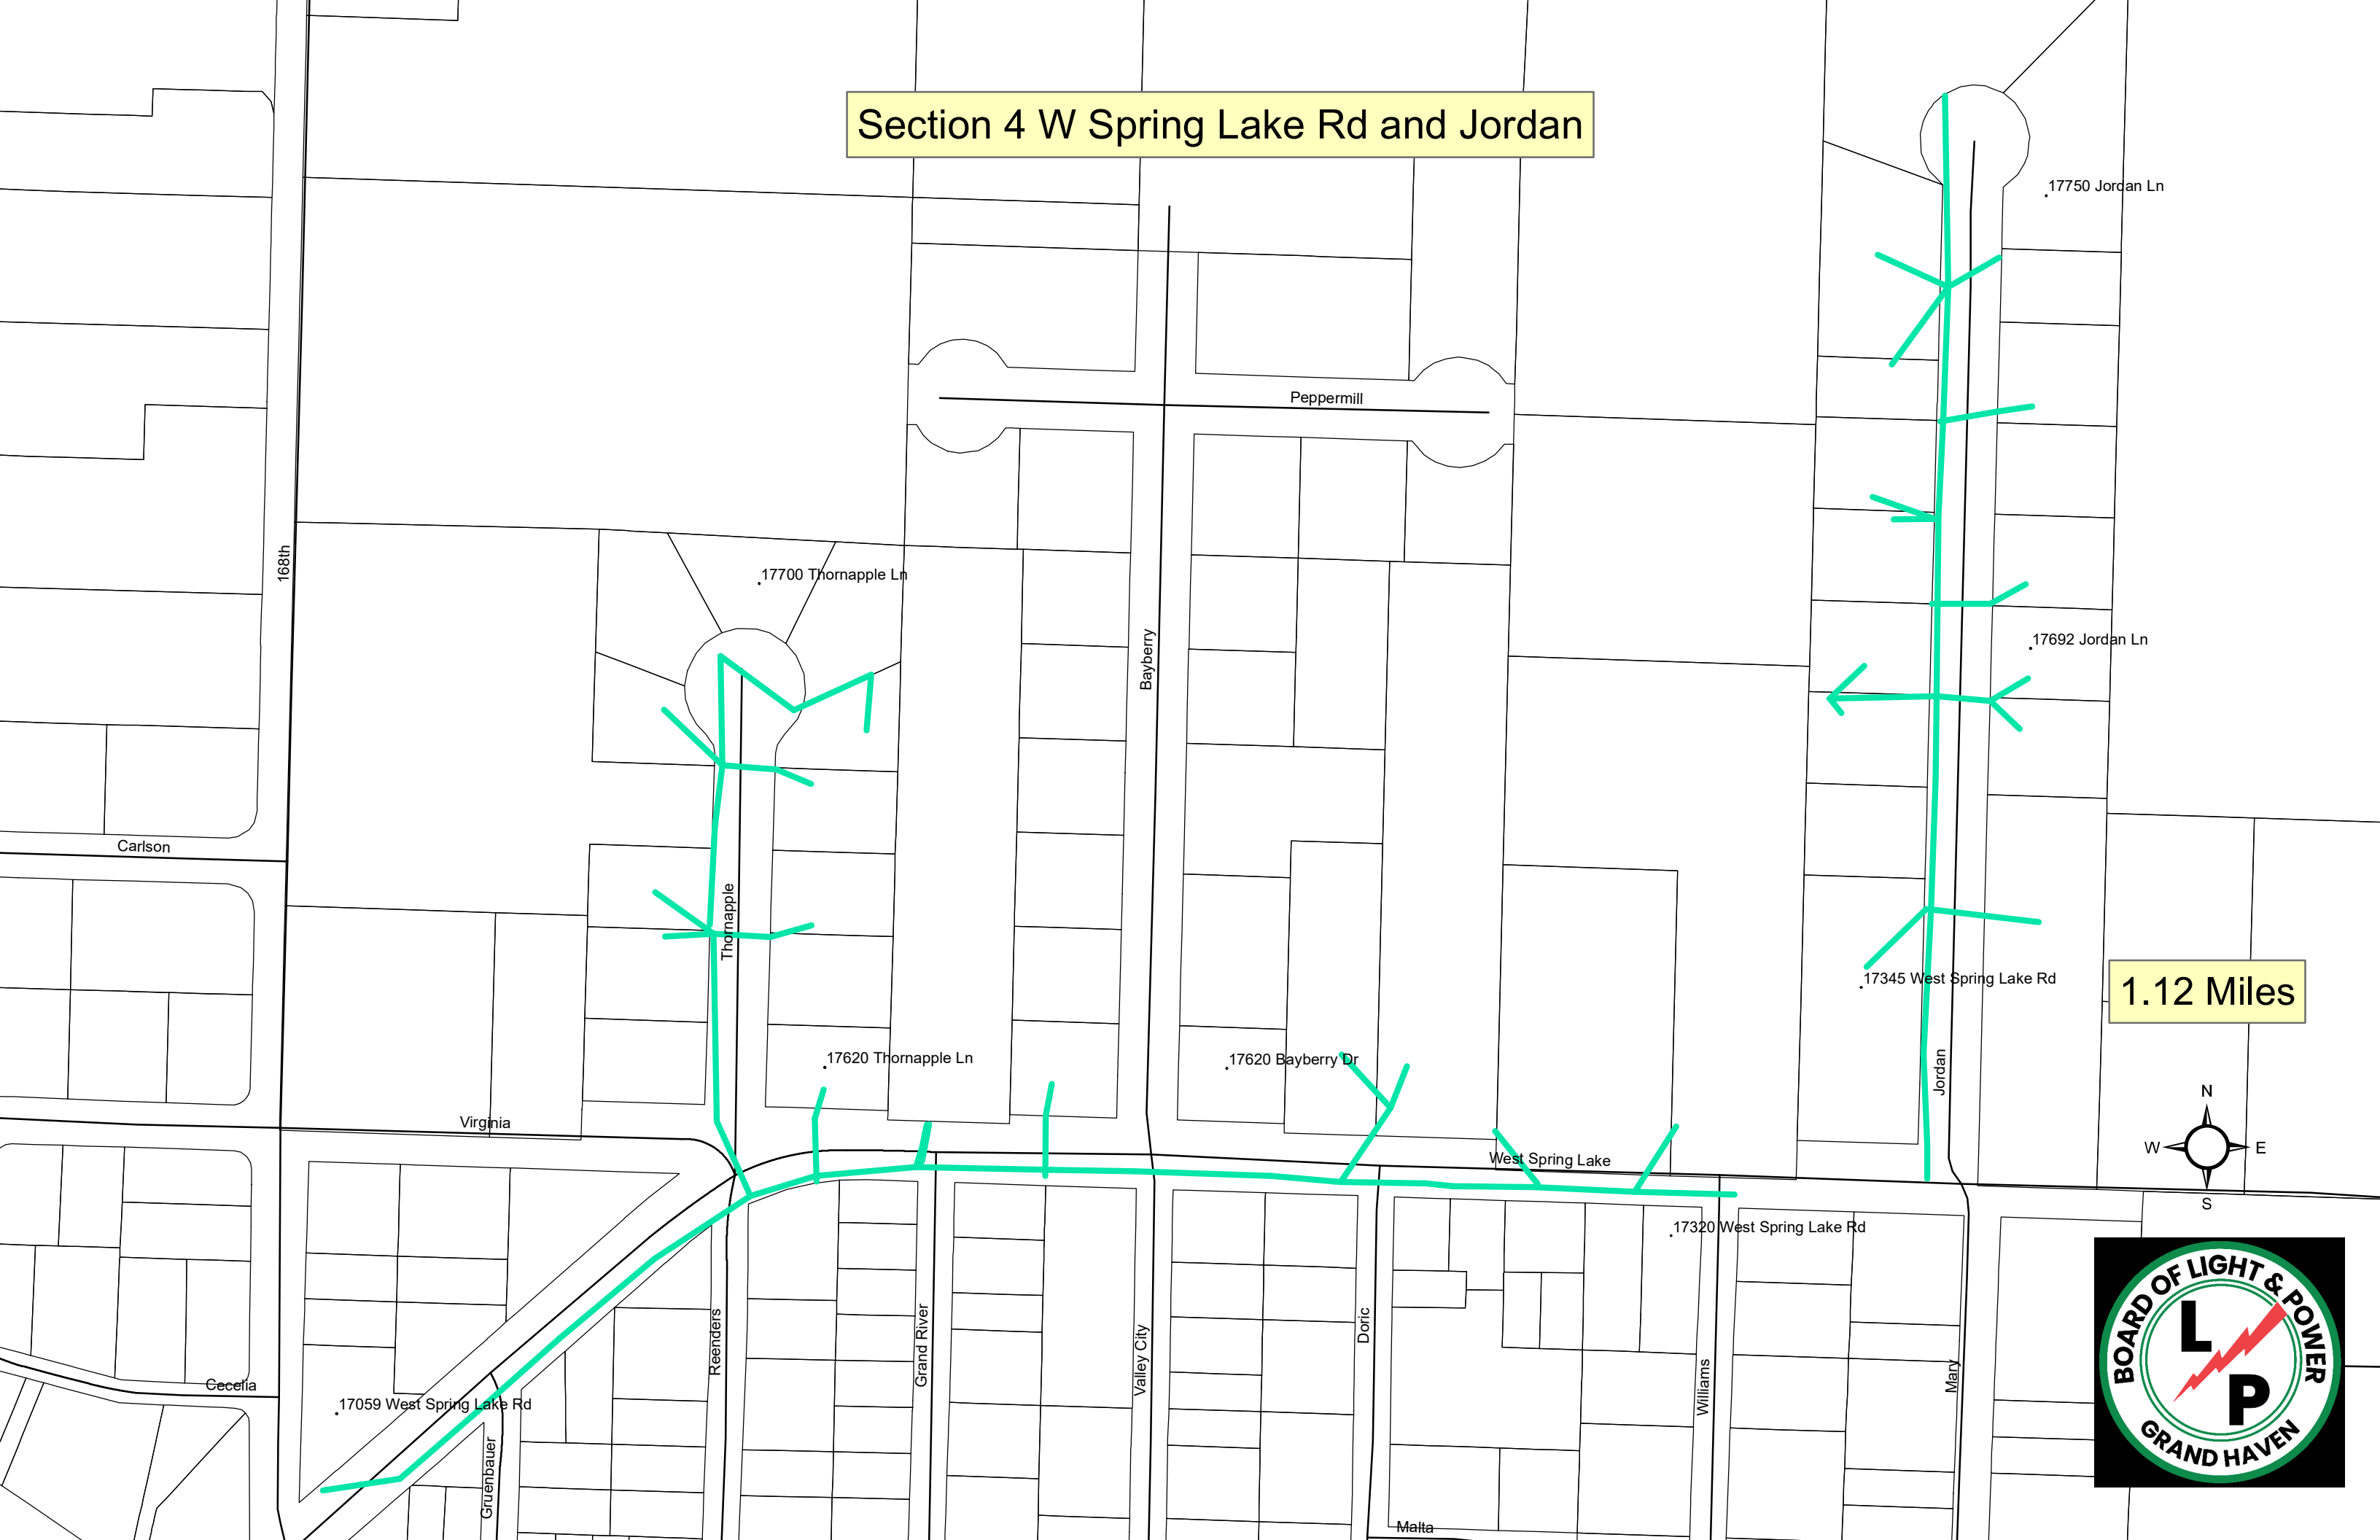 Section 4 W Spring Lake Rd and Jordan
17750 Jordan Ln
Peppermill
168th
17700 Thornapple Ln
Bayberry
17692 Jordan Ln
Carlson
Thornapple
17345 West Spring Lake Rd
1.12 Miles
17620 Thornapple Ln
17620 Bayberry Dr
Jordan
N
W
E
S
Virginia
West Spring Lake
17320 West Spring Lake Rd
Reenders
Grand River
Valley City
Doric
Williams
Mary
Cecelia
17059 West Spring Lake Rd
Gruenbauer
Malta
BOARD OF LIGHT & POWER
L
P
GRAND HAVEN